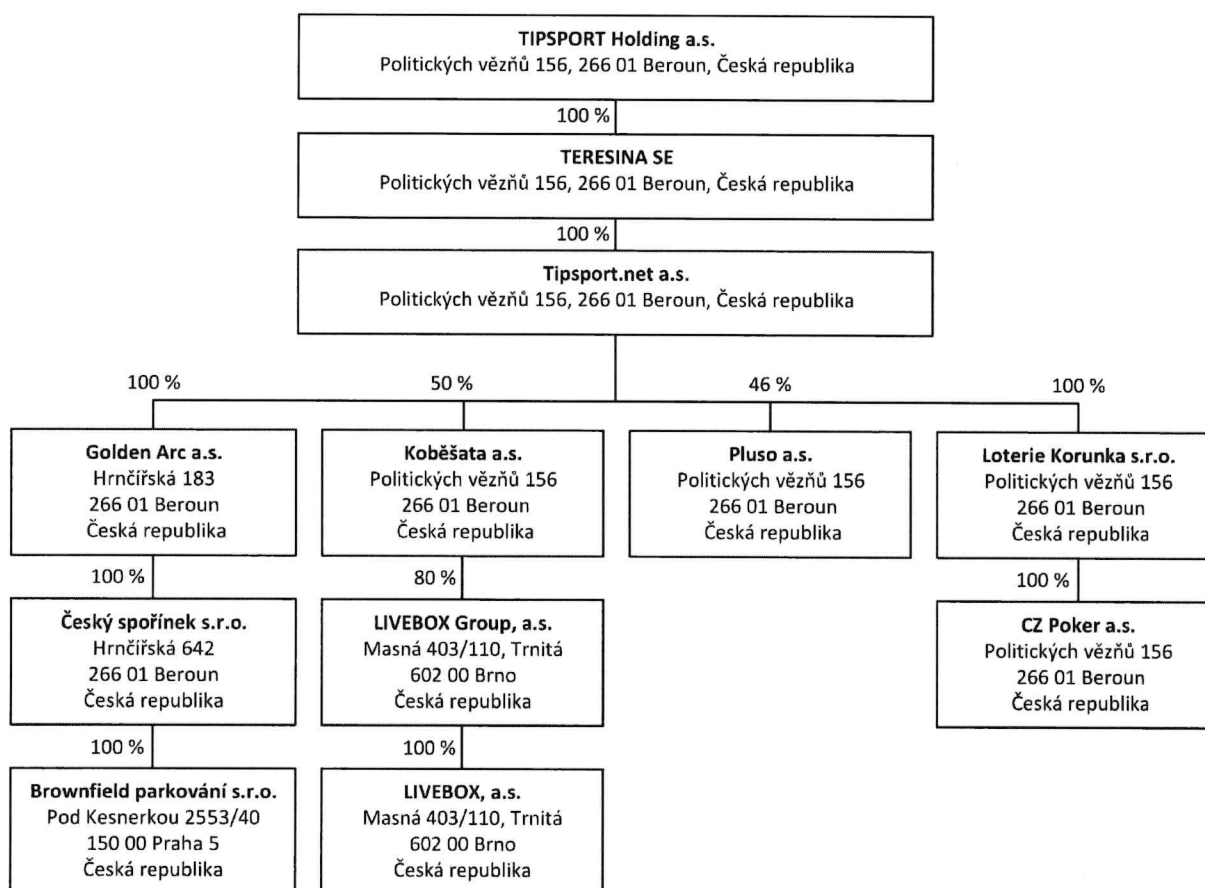 TIPSPORT Holding a.s.
Politických vězňů 156, 266 01 Beroun, Česká republika
100 %
TERESINA SE
Politických vězňů 156, 266 01 Beroun, Česká republika
100 %
Tipsport.net a.s.
Politických vězňů 156, 266 01 Beroun, Česká republika
100 %
50 %
46 %
100 %
Golden Arc a.s.
Hrnčířská 183
266 01 Beroun
Česká republika
Koběšata a.s.
Politických vězňů 156
266 01 Beroun
Česká republika
Pluso a.s.
Politických vězňů 156
266 01 Beroun
Česká republika
Loterie Korunka s.r.o.
Politických vězňů 156
266 01 Beroun
Česká republika
100 %
80 %
100 %
Český spořínek s.r.o.
Hrnčířská 642
266 01 Beroun
Česká republika
LIVEBOX Group, a.s.
Masná 403/110, Trnitá
602 00 Brno
Česká republika
CZ Poker a.s.
Politických vězňů 156
266 01 Beroun
Česká republika
100 %
100 %
Brownfield parkování s.r.o.
Pod Kesnerkou 2553/40
150 00 Praha 5
Česká republika
LIVEBOX, a.s.
Masná 403/110, Trnitá
602 00 Brno
Česká republika